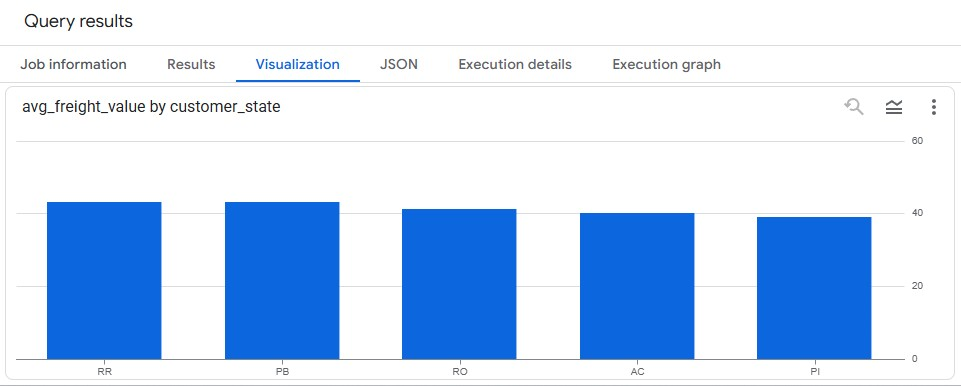 Query results
Job information Results Visualization JSON Execution details Execution graph
avg_freight_value by customer_state
60
40
20
0
RR PB RO AC PI